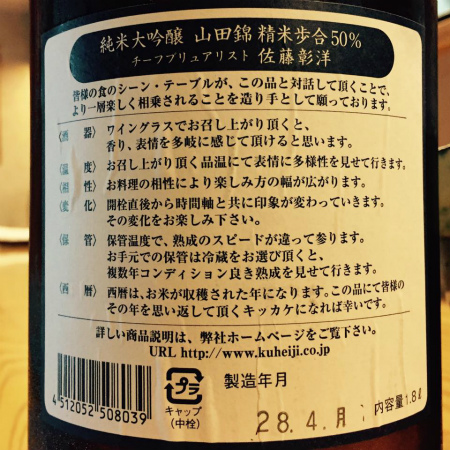 純米大吟醸 山田錦 精米歩合50%
チーフブリュアリスト 佐藤彰洋
皆様の食のシーン・テーブルが、この品と対話して頂くことで、
より一層楽しく相乗されることを造り手として願っております。
〈酒器〉 ワイングラスでお召し上がり頂くと、
香り、表情を多岐に感じて頂けると思います。
〈温度〉 お召し上がり頂く品温にて表情に多様性を見せて行きます。
〈相性〉 お料理の相性により楽しみ方の幅が広がります。
〈変化〉 開栓直後から時間軸と共に印象が変わっていきます。
その変化をお楽しみ下さい。
〈保管〉 保管温度で、熟成のスピードが違って参ります。
お手元での保管は冷蔵をお選び頂くと、
複数年コンディション良き熟成を見せて行きます。
〈西暦〉 西暦は、お米が収穫された年になります。この品にて皆様の
その年を思い返して頂くキッカケになれば幸いです。
詳しい商品説明は、弊社ホームページをご覧下さい。
URL http://www.kuheiji.co.jp
4 512052 508039
プラ
キャップ
(中栓)
製造年月
28.4.月
内容量1.8ℓ